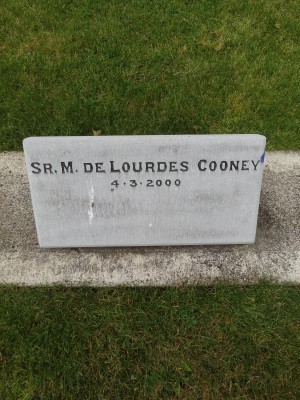 SR. M. DE LOURDES COONEY
4·3·2000